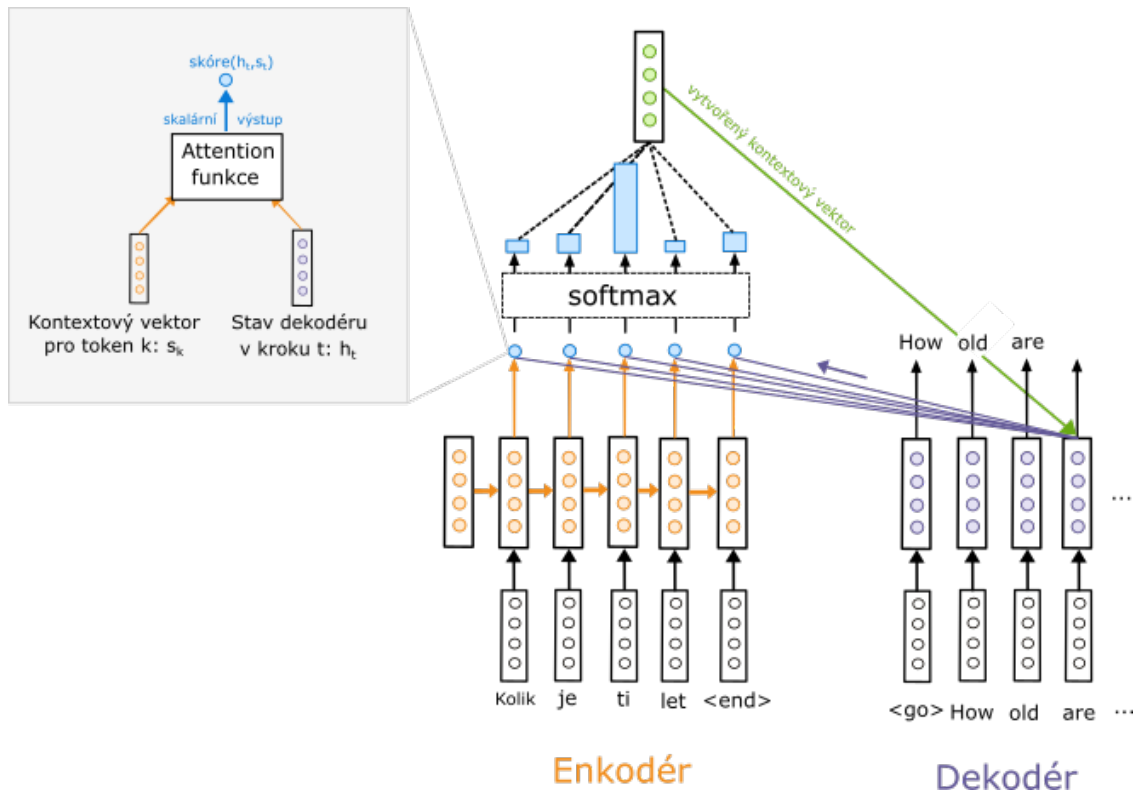 skóre(hₜ,sₜ)
skalární výstup
Attention
funkce
Kontextový vektor
pro token k: sₖ
Stav dekodéru
v kroku t: hₜ
vytvořený kontextový vektor
softmax
How old are
...
Kolik je ti let <end>
<go> How old are ...
Enkodér
Dekodér